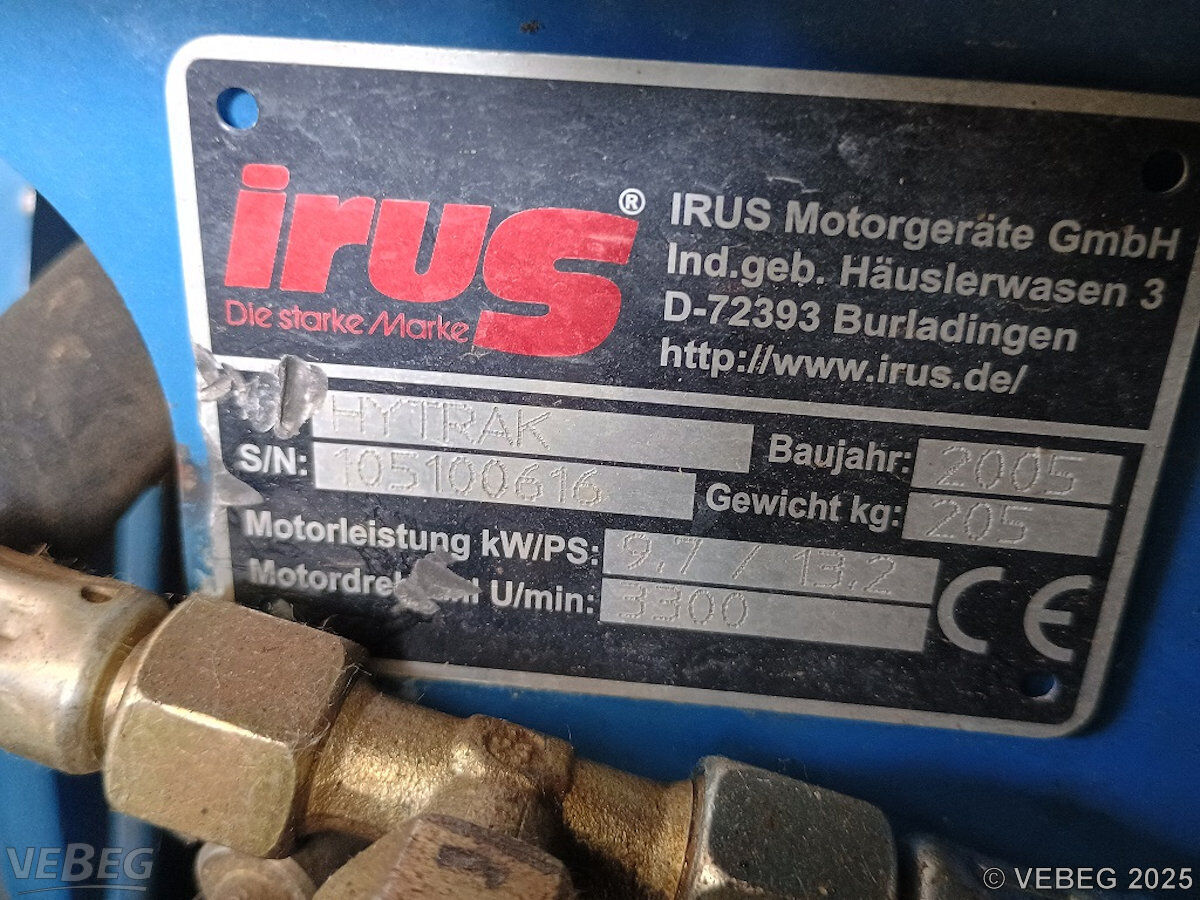 irus®
Die starke Marke
IRUS Motorgeräte GmbH
Ind.geb. Häuslerwasen 3
D-72393 Burladingen
http://www.irus.de/
HYTRAK
Baujahr: 2005
S/N: 105100616
Gewicht kg: 205
Motorleistung kW/PS: 9.7 / 13.2
U/min: 3300
CE
VEBEG
© VEBEG 2025